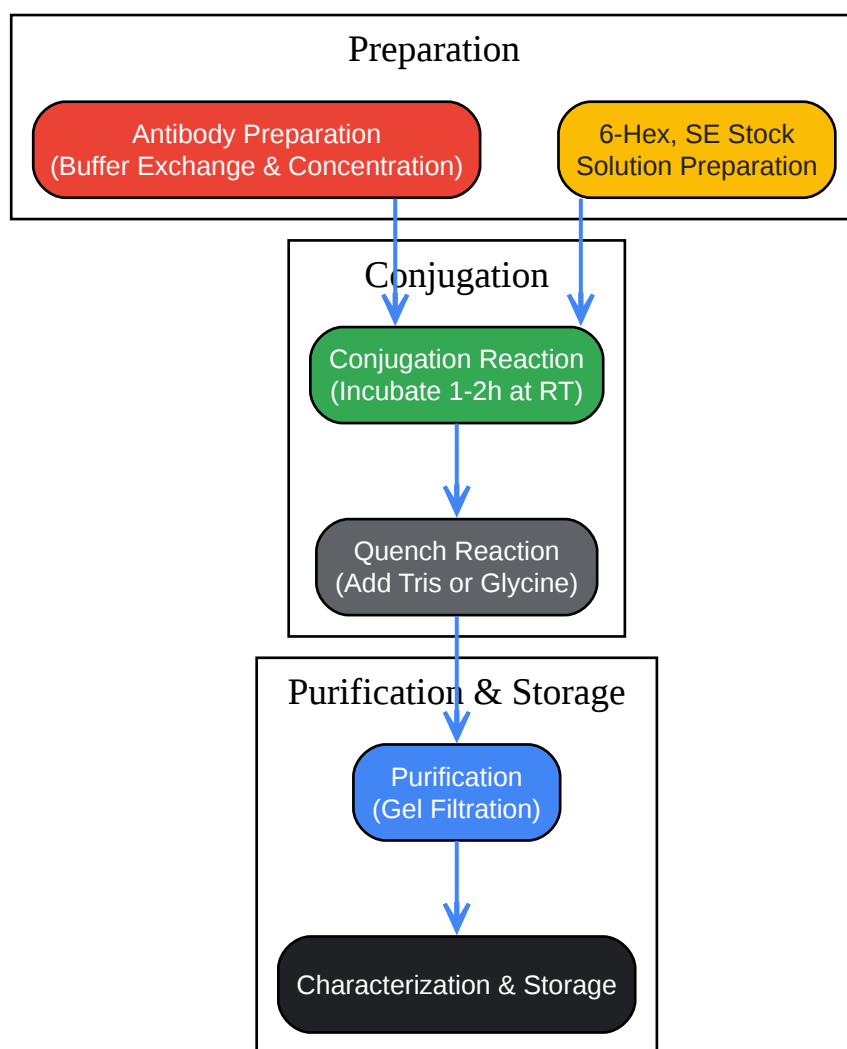 Preparation
Antibody Preparation
(Buffer Exchange & Concentration)
6-Hex, SE Stock
Solution Preparation
Conjugation
Conjugation Reaction
(Incubate 1-2h at RT)
Quench Reaction
(Add Tris or Glycine)
Purification & Storage
Purification
(Gel Filtration)
Characterization & Storage